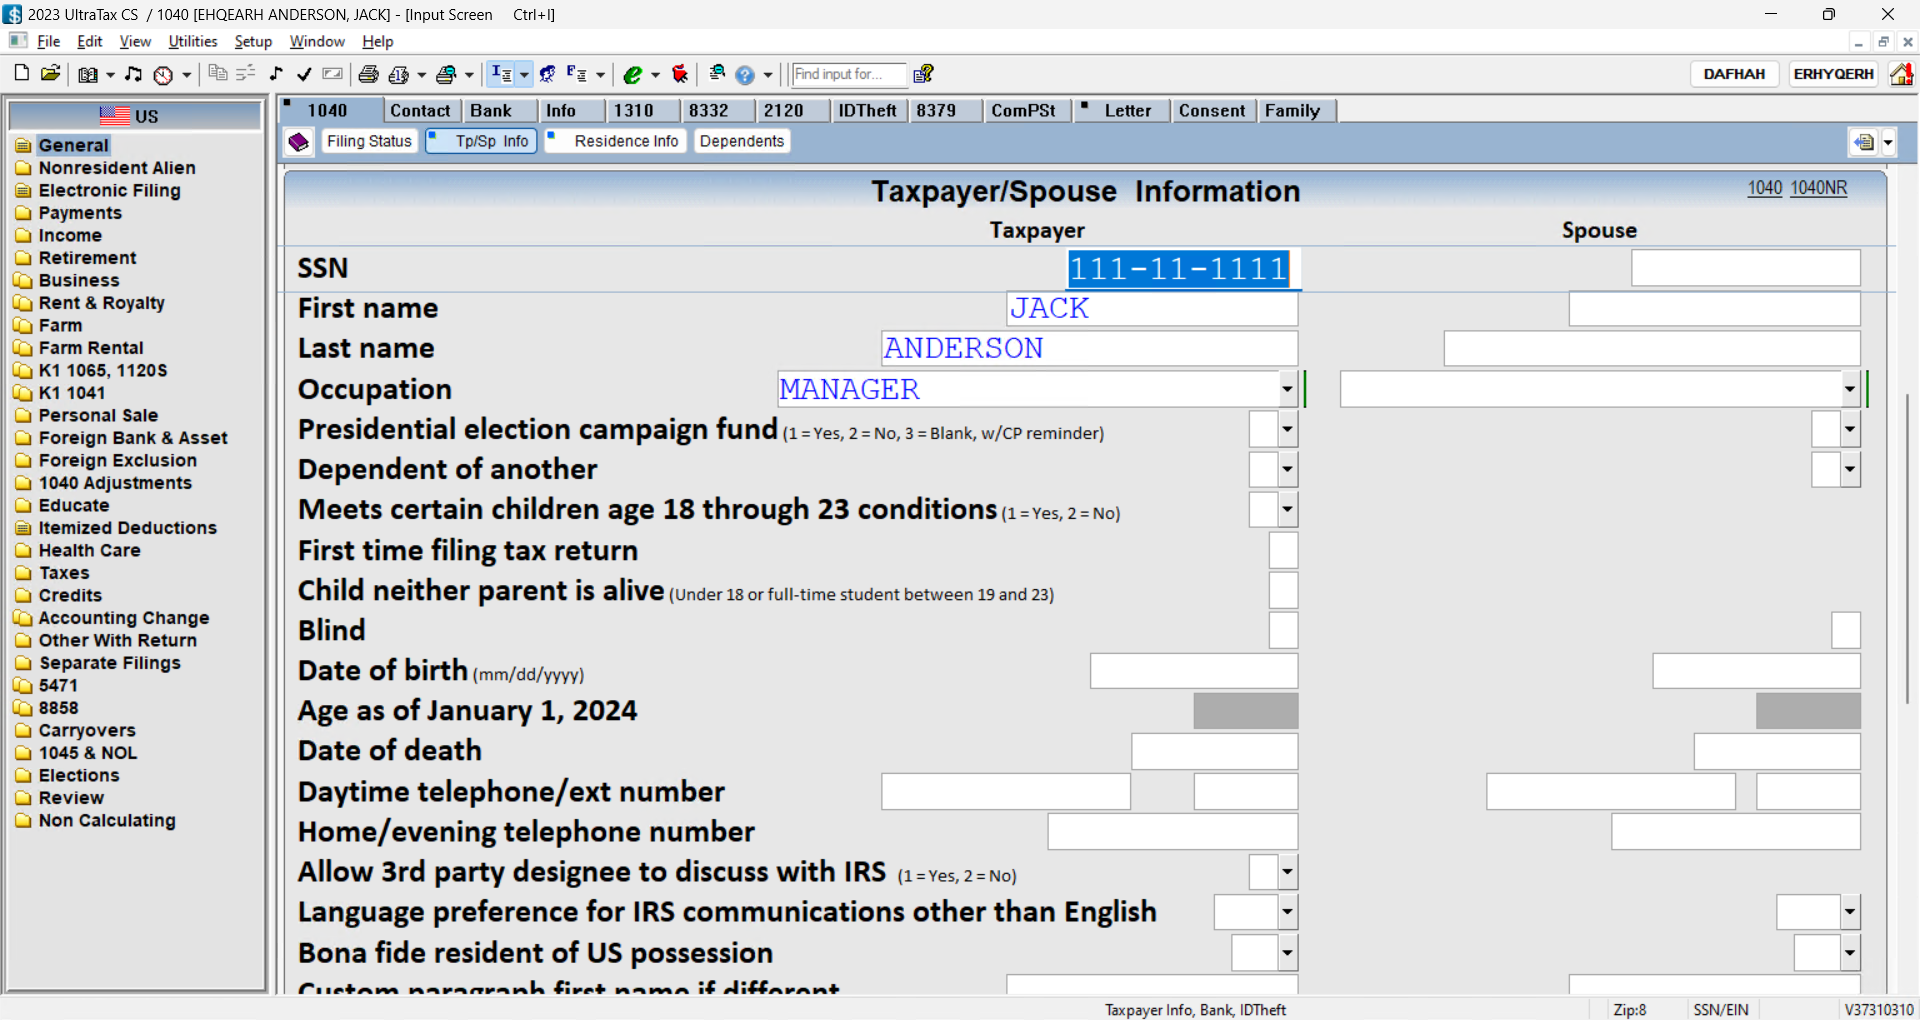 2023 UltraTax CS / 1040 [EHQEARH ANDERSON, JACK] - [Input Screen Ctrl+I]
File Edit View Utilities Setup Window Help
Find input for... DAFHAH ERHYQERH
US
General
Nonresident Alien
Electronic Filing
Payments
Income
Retirement
Business
Rent & Royalty
Farm
Farm Rental
K1 1065, 1120S
K1 1041
Personal Sale
Foreign Bank & Asset
Foreign Exclusion
1040 Adjustments
Educate
Itemized Deductions
Health Care
Taxes
Credits
Accounting Change
Other With Return
Separate Filings
5471
8858
Carryovers
1045 & NOL
Elections
Review
Non Calculating
1040 Contact Bank Info 1310 8332 2120 IDTheft 8379 ComPSt Letter Consent Family
Filing Status Tp/Sp Info Residence Info Dependents
Taxpayer/Spouse Information 1040 1040NR
Taxpayer Spouse
SSN 111-11-1111
First name JACK
Last name ANDERSON
Occupation MANAGER
Presidential election campaign fund (1 = Yes, 2 = No, 3 = Blank, w/CP reminder)
Dependent of another
Meets certain children age 18 through 23 conditions (1 = Yes, 2 = No)
First time filing tax return
Child neither parent is alive (Under 18 or full-time student between 19 and 23)
Blind
Date of birth (mm/dd/yyyy)
Age as of January 1, 2024
Date of death
Daytime telephone/ext number
Home/evening telephone number
Allow 3rd party designee to discuss with IRS (1 = Yes, 2 = No)
Language preference for IRS communications other than English
Bona fide resident of US possession
Custom paragraph first name if different
Taxpayer Info, Bank, IDTheft Zip:8 SSN/EIN V37310310